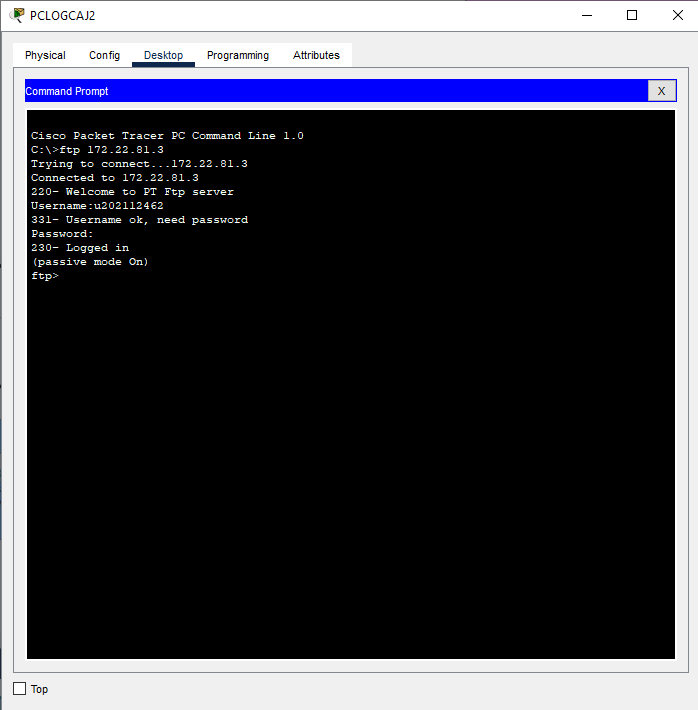 PCLOGCAJ2
Physical Config Desktop Programming Attributes
Command Prompt X
Cisco Packet Tracer PC Command Line 1.0
C:\>ftp 172.22.81.3
Trying to connect...172.22.81.3
Connected to 172.22.81.3
220- Welcome to PT Ftp server
Username:u202112462
331- Username ok, need password
Password:
230- Logged in
(passive mode On)
ftp>
Top